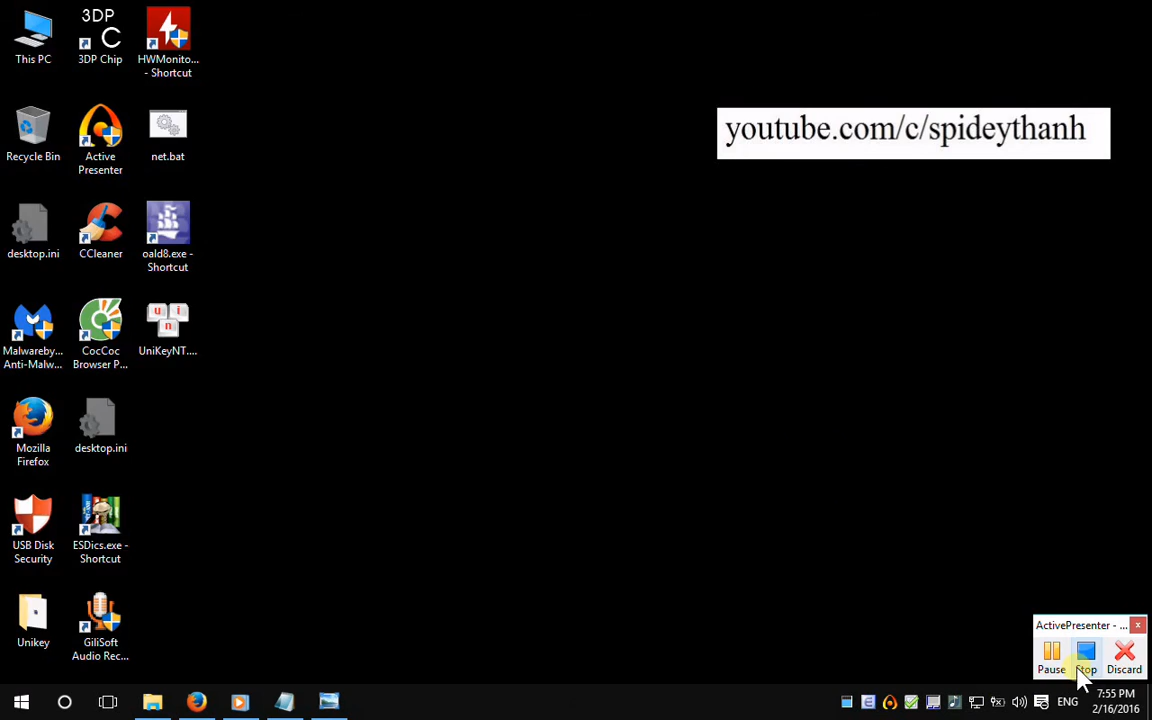 This PC
3DP
C
3DP Chip
HWMonito...
- Shortcut
youtube.com/c/spideythanh
Recycle Bin
Active
Presenter
net.bat
desktop.ini
CCleaner
oald8.exe -
Shortcut
Malwareby...
Anti-Malw...
CocCoc
Browser P...
u
i
n
UniKeyNT....
Mozilla
Firefox
desktop.ini
USB Disk
Security
ESDics.exe -
Shortcut
Unikey
GiliSoft
Audio Rec...
ActivePresenter - ...
Pause
Stop
Discard
E
ENG
7:55 PM
2/16/2016